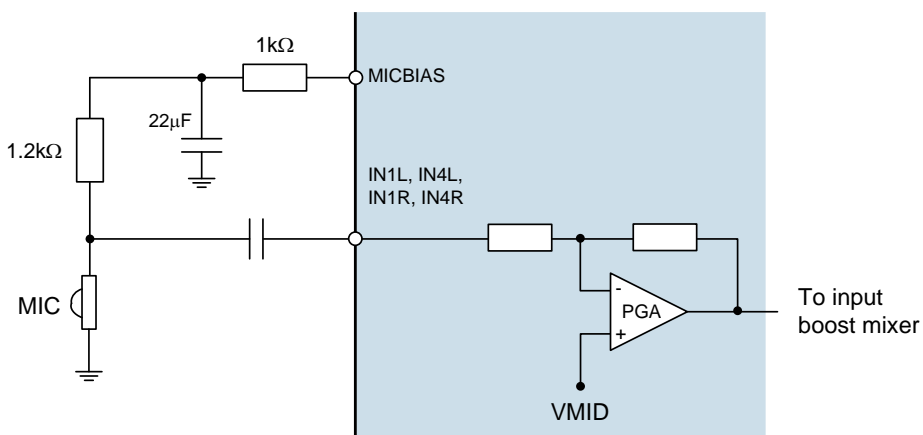 1kΩ
MICBIAS
22μF
1.2kΩ
IN1L, IN4L,
IN1R, IN4R
MIC
-
PGA
+
To input
boost mixer
VMID